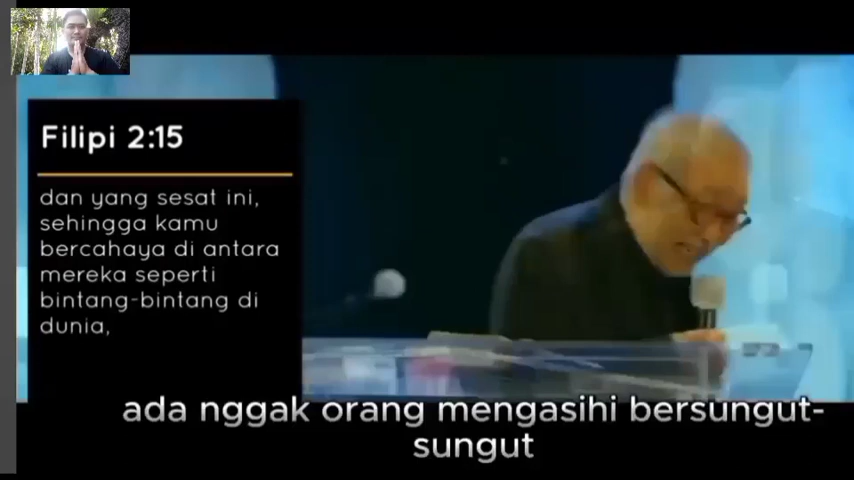 Filipi 2:15
dan yang sesat ini,
sehingga kamu
bercahaya di antara
mereka seperti
bintang-bintang di
dunia,
ada nggak orang mengasihi bersungut-
sungut